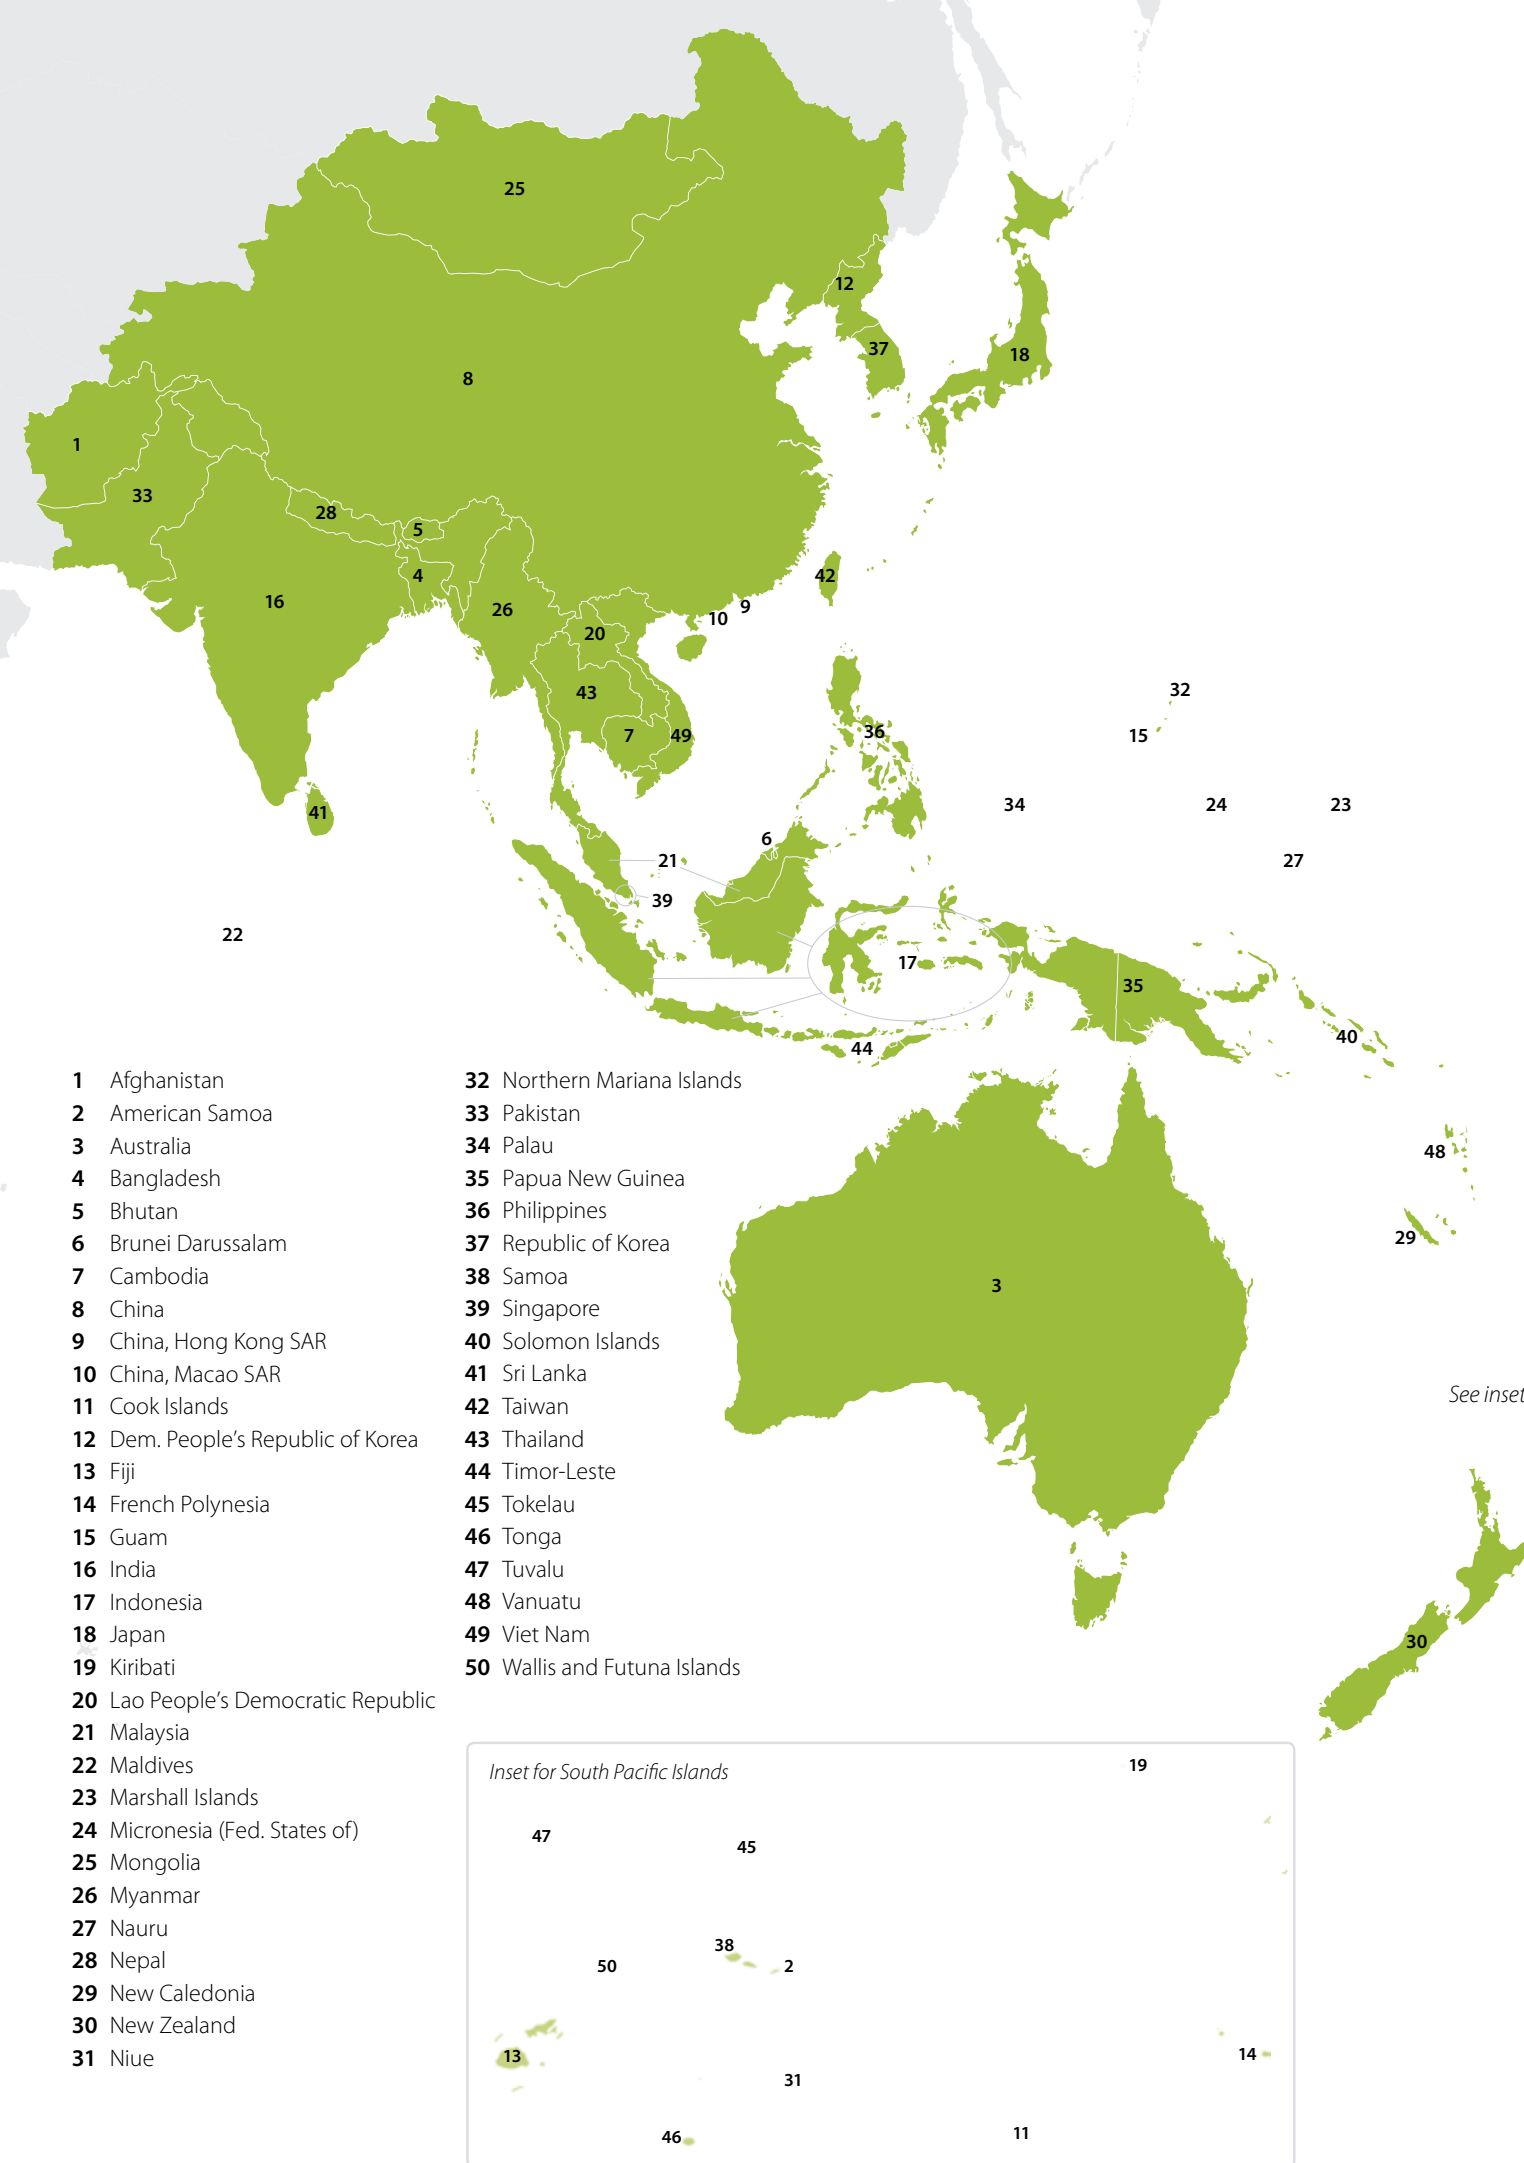 25
12
37
18
8
1
33
28
5
4
42
16
26
9
10
20
43
32
36
7
49
15
41
34
24
23
6
21
27
39
22
17
35
40
44
1 Afghanistan
2 American Samoa
3 Australia
4 Bangladesh
5 Bhutan
6 Brunei Darussalam
7 Cambodia
8 China
9 China, Hong Kong SAR
10 China, Macao SAR
11 Cook Islands
12 Dem. People's Republic of Korea
13 Fiji
14 French Polynesia
15 Guam
16 India
17 Indonesia
18 Japan
19 Kiribati
20 Lao People's Democratic Republic
21 Malaysia
22 Maldives
23 Marshall Islands
24 Micronesia (Fed. States of)
25 Mongolia
26 Myanmar
27 Nauru
28 Nepal
29 New Caledonia
30 New Zealand
31 Niue
32 Northern Mariana Islands
33 Pakistan
34 Palau
35 Papua New Guinea
36 Philippines
37 Republic of Korea
38 Samoa
39 Singapore
40 Solomon Islands
41 Sri Lanka
42 Taiwan
43 Thailand
44 Timor-Leste
45 Tokelau
46 Tonga
47 Tuvalu
48 Vanuatu
49 Viet Nam
50 Wallis and Futuna Islands
48
29
3
See inset
30
Inset for South Pacific Islands
19
47
45
38
50
2
13
14
31
46
11